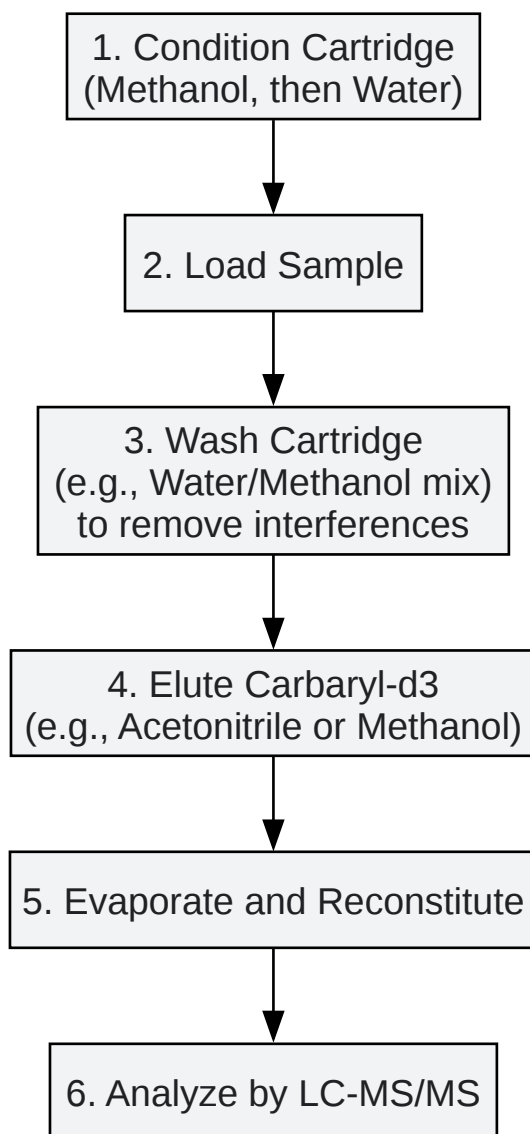 1. Condition Cartridge
(Methanol, then Water)
2. Load Sample
3. Wash Cartridge
(e.g., Water/Methanol mix)
to remove interferences
4. Elute Carbaryl-d3
(e.g., Acetonitrile or Methanol)
5. Evaporate and Reconstitute
6. Analyze by LC-MS/MS